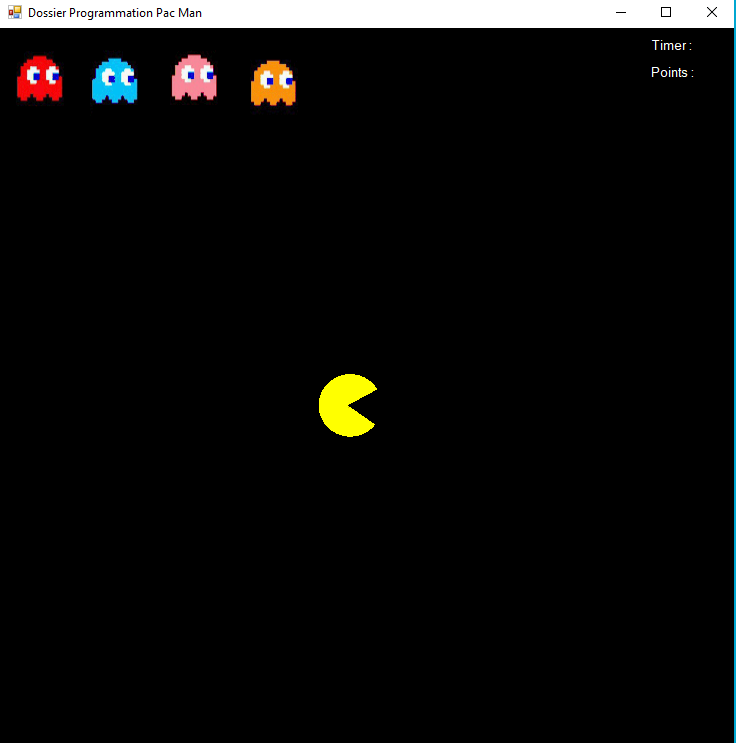 Dossier Programmation Pac Man
Timer :
Points :